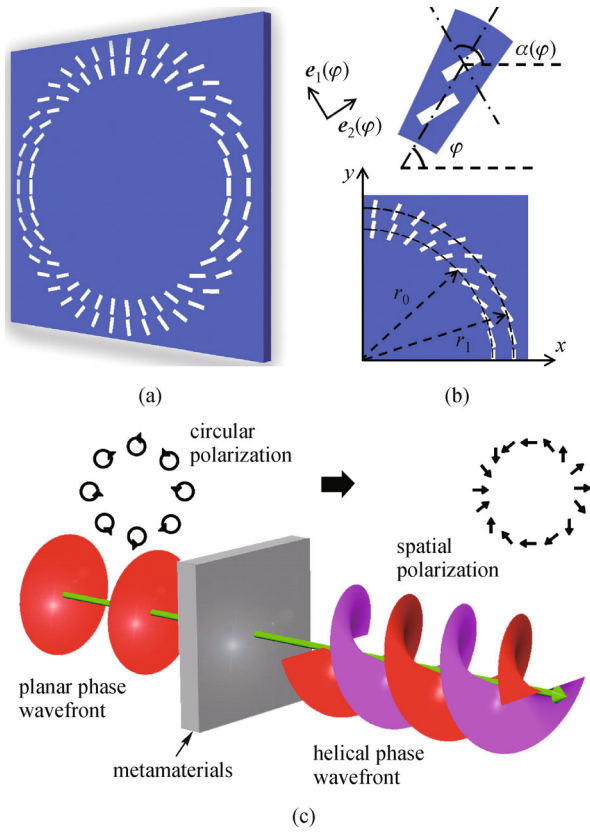 α(φ)
e₁(φ)
e₂(φ)
φ
y
r₀
r₁
x
(a)
(b)
circular
polarization
spatial
polarization
planar phase
wavefront
metamaterials
helical phase
wavefront
(c)